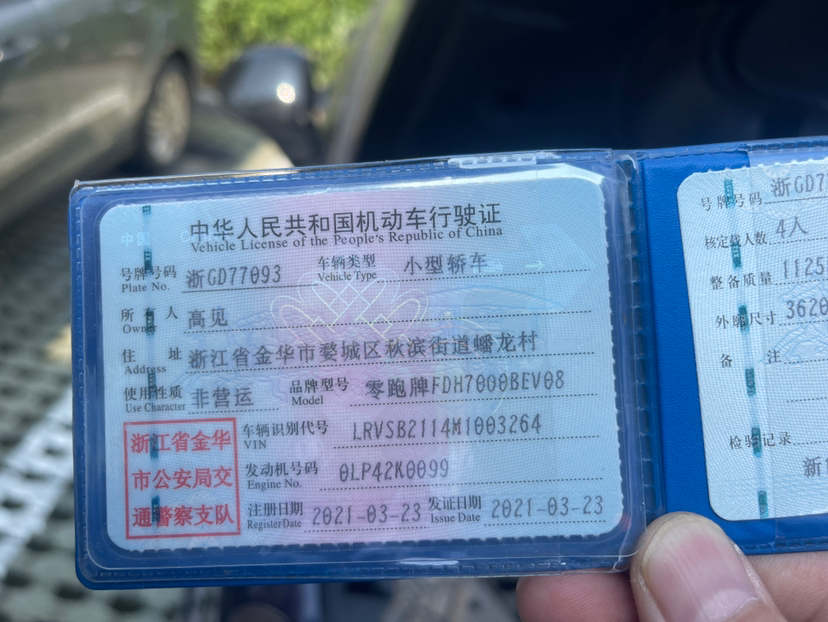 中华人民共和国机动车行驶证
Vehicle License of the People's Republic of China
号牌号码 浙GD77093 车辆类型 小型轿车
Plate No. Vehicle Type
所有人 高见
Owner
住址 浙江省金华市婺城区秋滨街道蟠龙村
Address
使用性质 非营运 品牌型号 零跑牌FDH7000BEV08
Use Character Model
浙江省金华
市公安局交
通警察支队
车辆识别代号 LRVSB2114M1003264
VIN
发动机号码 0LP42K0099
Engine No.
注册日期 2021-03-23 发证日期 2021-03-23
Register Date Issue Date
号牌号码 浙GD77
核定载人数 4人
整备质量 1125
外廓尺寸 3620
备注
检验记录